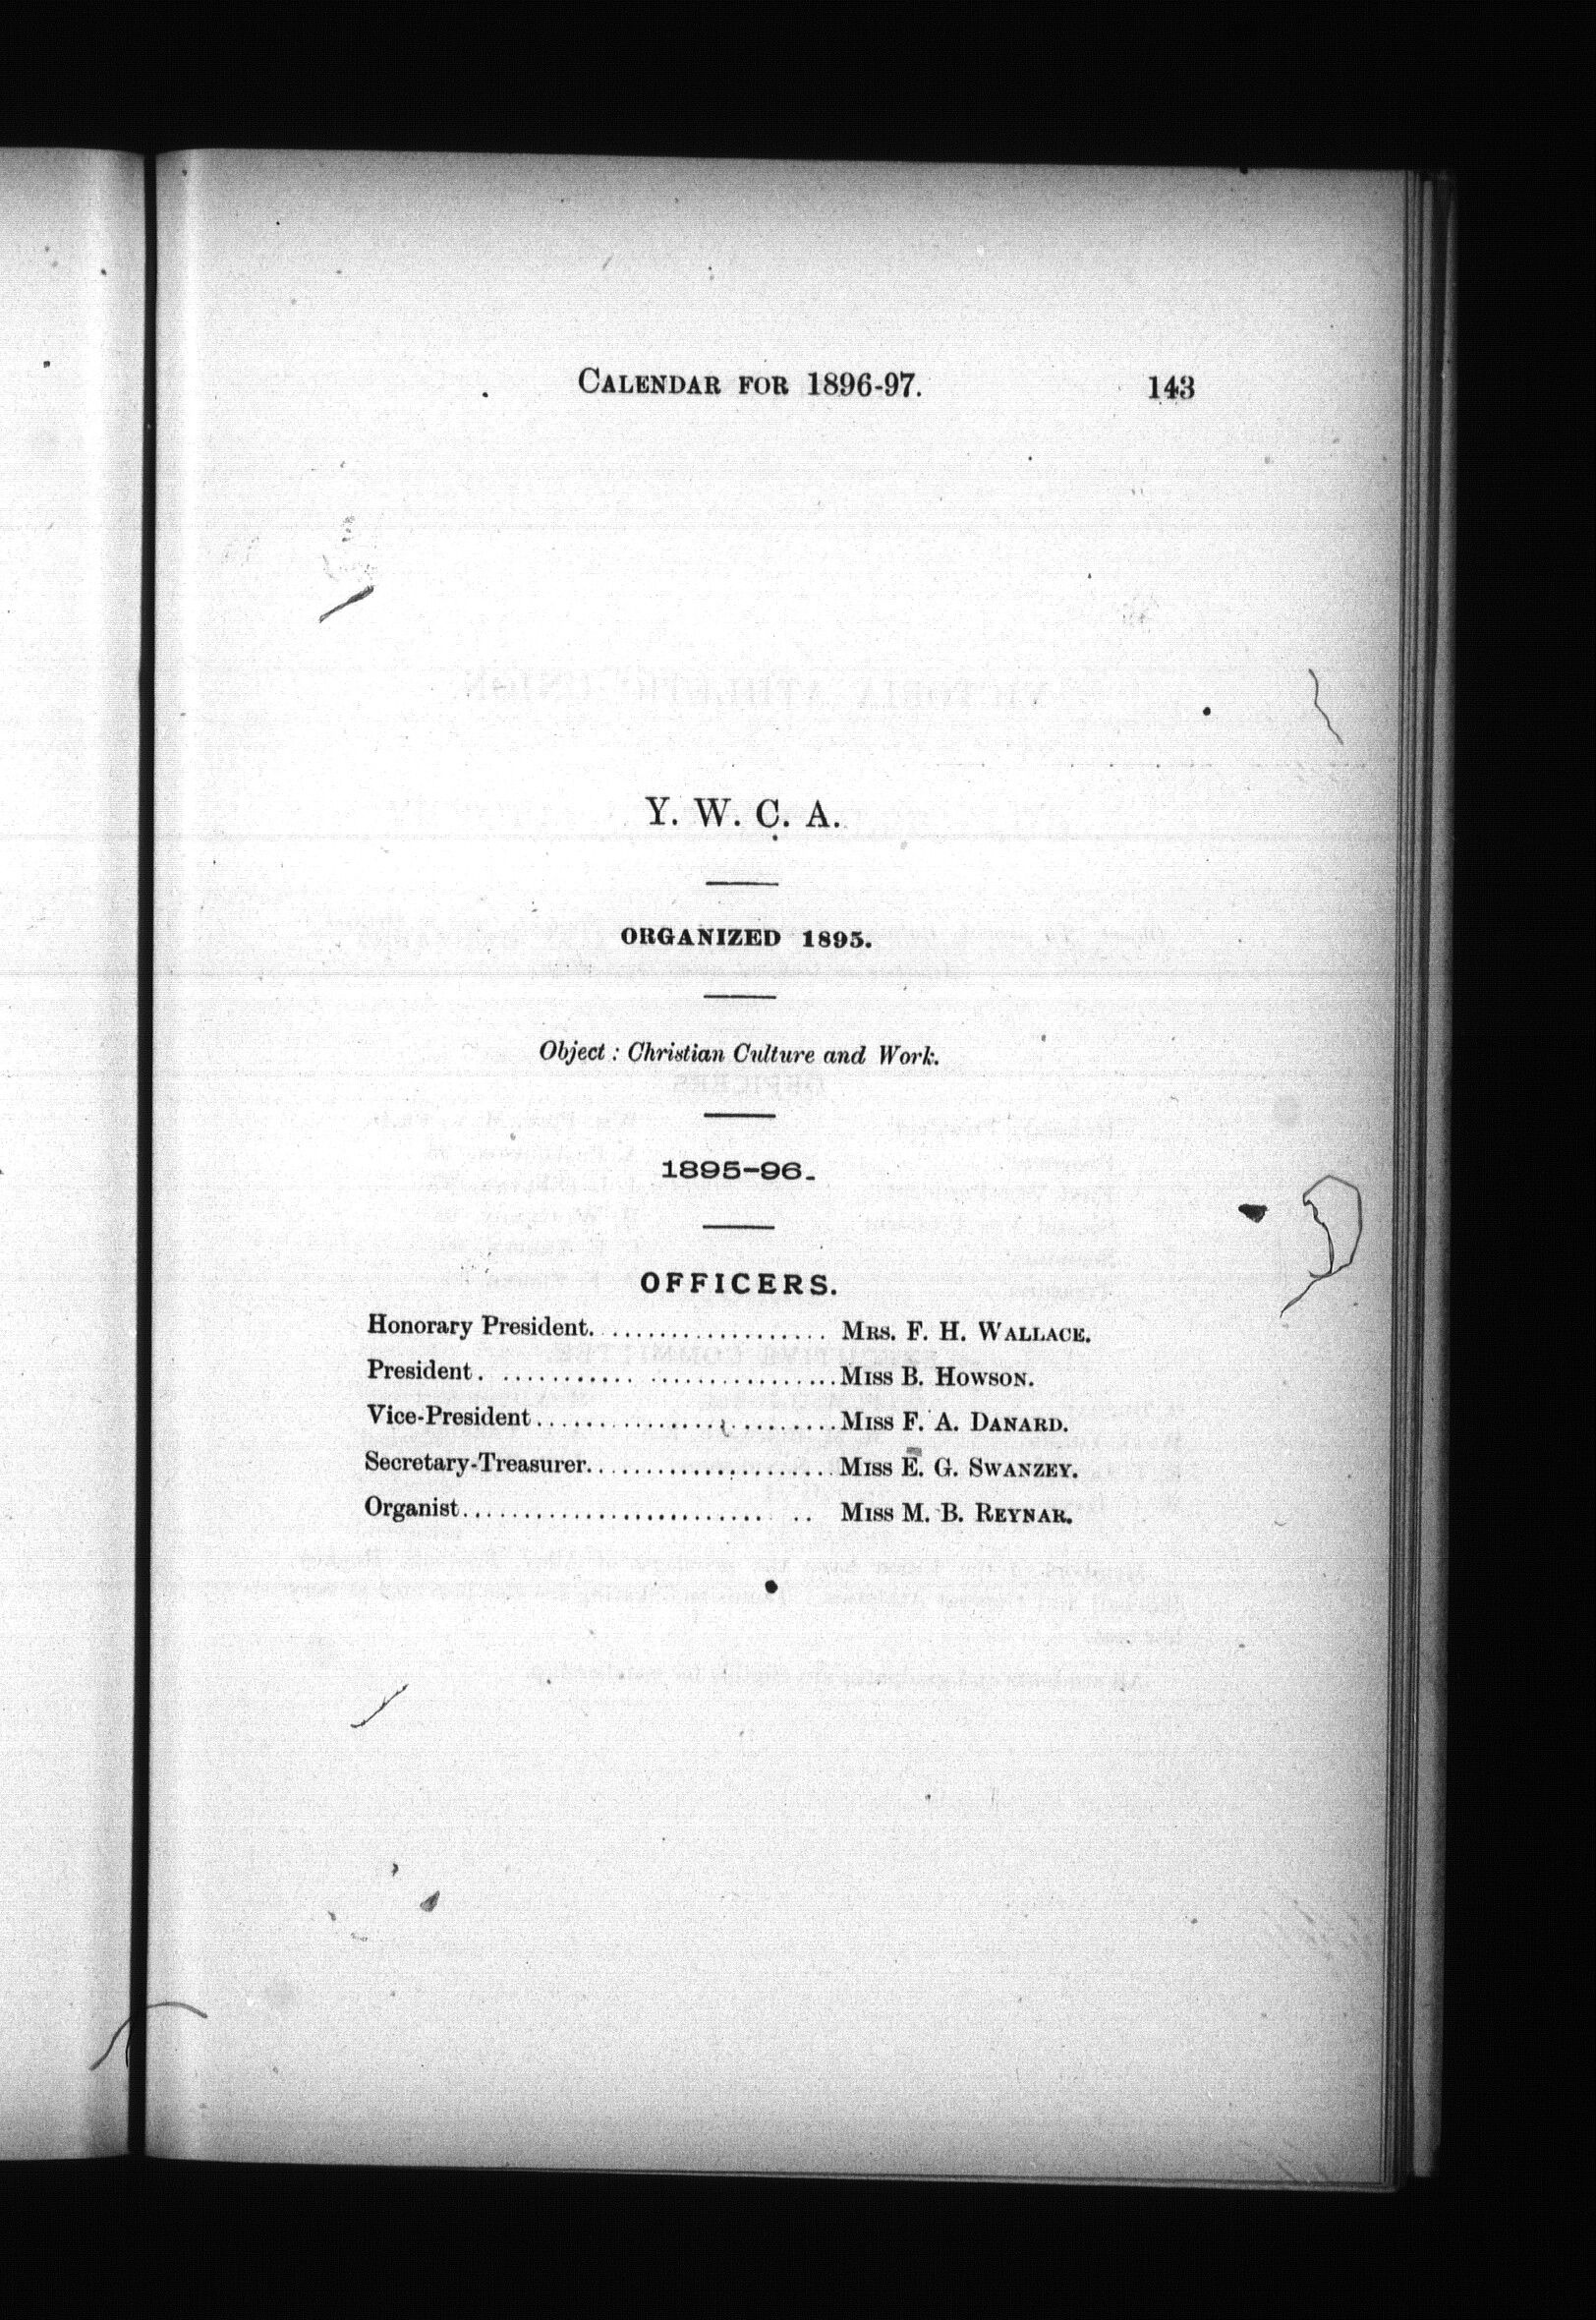 CALENDAR FOR 1896-97. 143
Y. W. C. A.
ORGANIZED 1895.
Object : Christian Culture and Work.
1895-96.
OFFICERS.
Honorary President.................... MRS. F. H. WALLACE.
President. ........... ................MISS B. HOWSON.
Vice-President.........................MISS F. A. DANARD.
Secretary-Treasurer....................MISS E. G. SWANZEY.
Organist......................... .. MISS M. B. REYNAR.